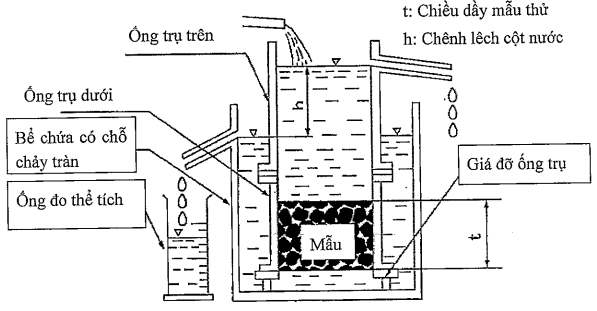 t: Chiều dầy mẫu thử
h: Chênh lệch cột nước
Ống trụ trên
Ống trụ dưới
Bể chứa có chỗ
chảy tràn
Ống đo thể tích
Giá đỡ ống trụ
h
Mẫu
t